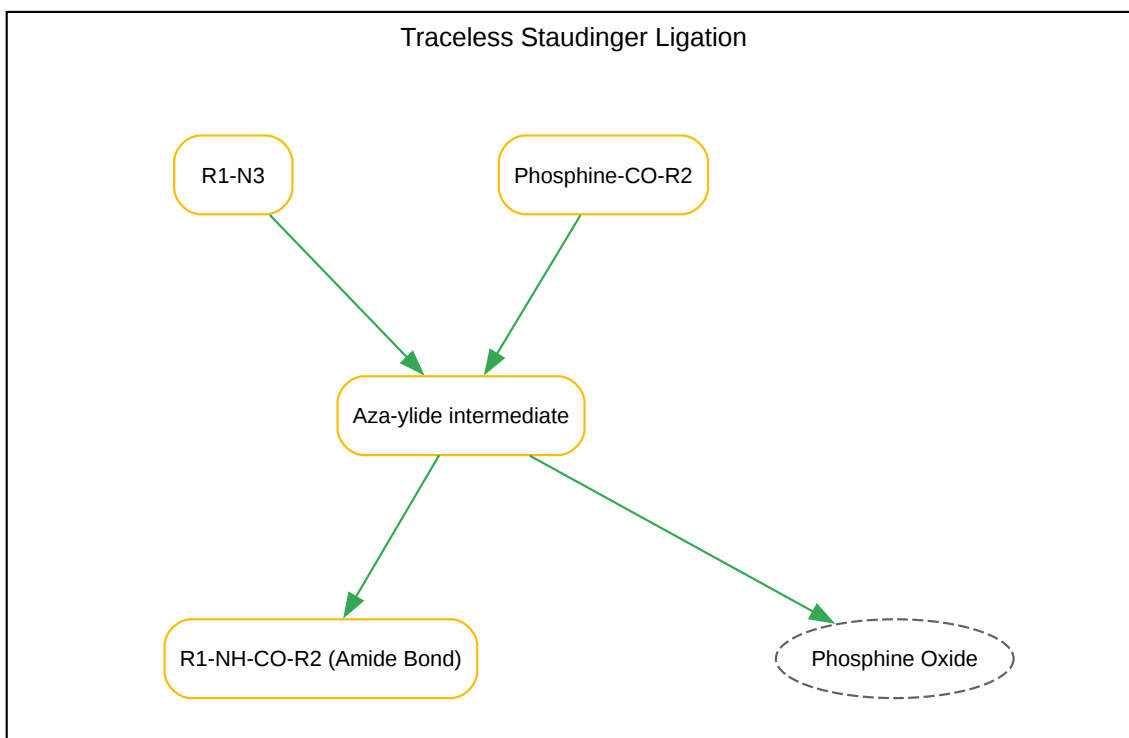 Traceless Staudinger Ligation
R1-N3
Phosphine-CO-R2
Aza-ylide intermediate
R1-NH-CO-R2 (Amide Bond)
Phosphine Oxide